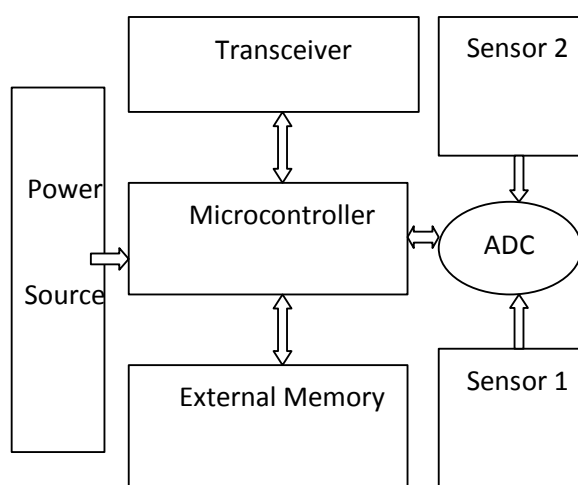 Transceiver
Sensor 2
Power
Source
Microcontroller
ADC
External Memory
Sensor 1